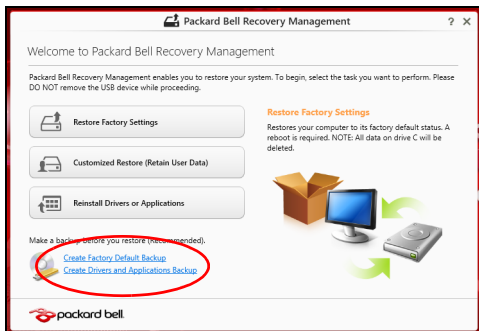 Packard Bell Recovery Management
? X
Welcome to Packard Bell Recovery Management
Packard Bell Recovery Management enables you to restore your system. To begin, select the task you want to perform. Please
DO NOT remove the USB device while proceeding.
Restore Factory Settings
Customized Restore (Retain User Data)
Reinstall Drivers or Applications
Restore Factory Settings
Restores your computer to its factory default status. A
reboot is required. NOTE: All data on drive C will be
deleted.
Make a backup before you restore (Recommended).
Create Factory Default Backup
Create Drivers and Applications Backup
packard bell